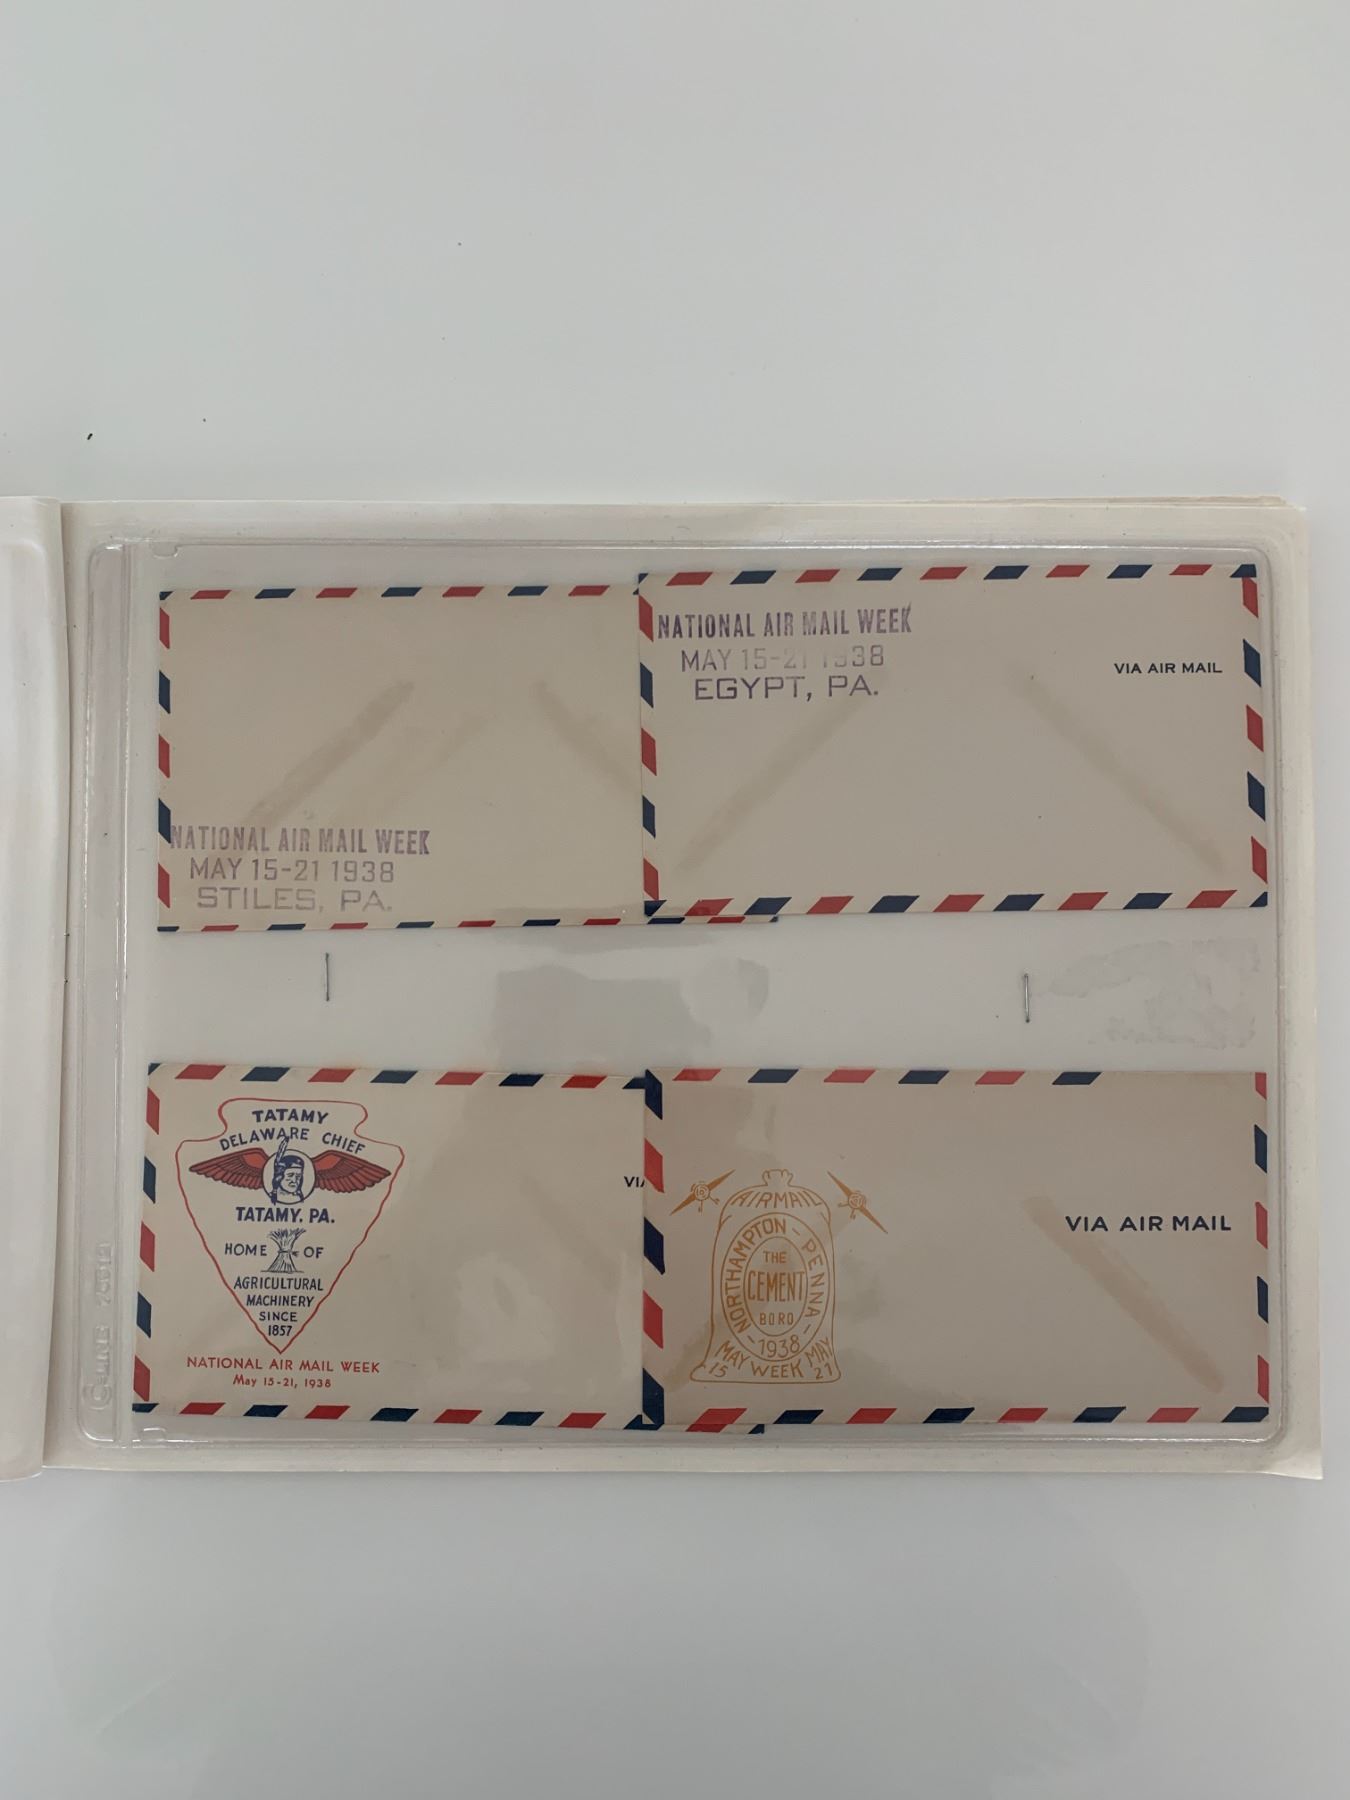 NATIONAL AIR MAIL WEEK
MAY 15-21 1938
STILES, PA.
NATIONAL AIR MAIL WEEK
MAY 15-21 1938
EGYPT, PA.
VIA AIR MAIL
TATAMY
DELAWARE CHIEF
TATAMY, PA.
HOME OF
AGRICULTURAL
MACHINERY
SINCE
1857
NATIONAL AIR MAIL WEEK
May 15-21, 1938
VIA
AIRMAIL
NORTHAMPTON - PENNA -
THE
CEMENT
BORO
- 1938 -
MAY WEEK MAY
15 21
VIA AIR MAIL